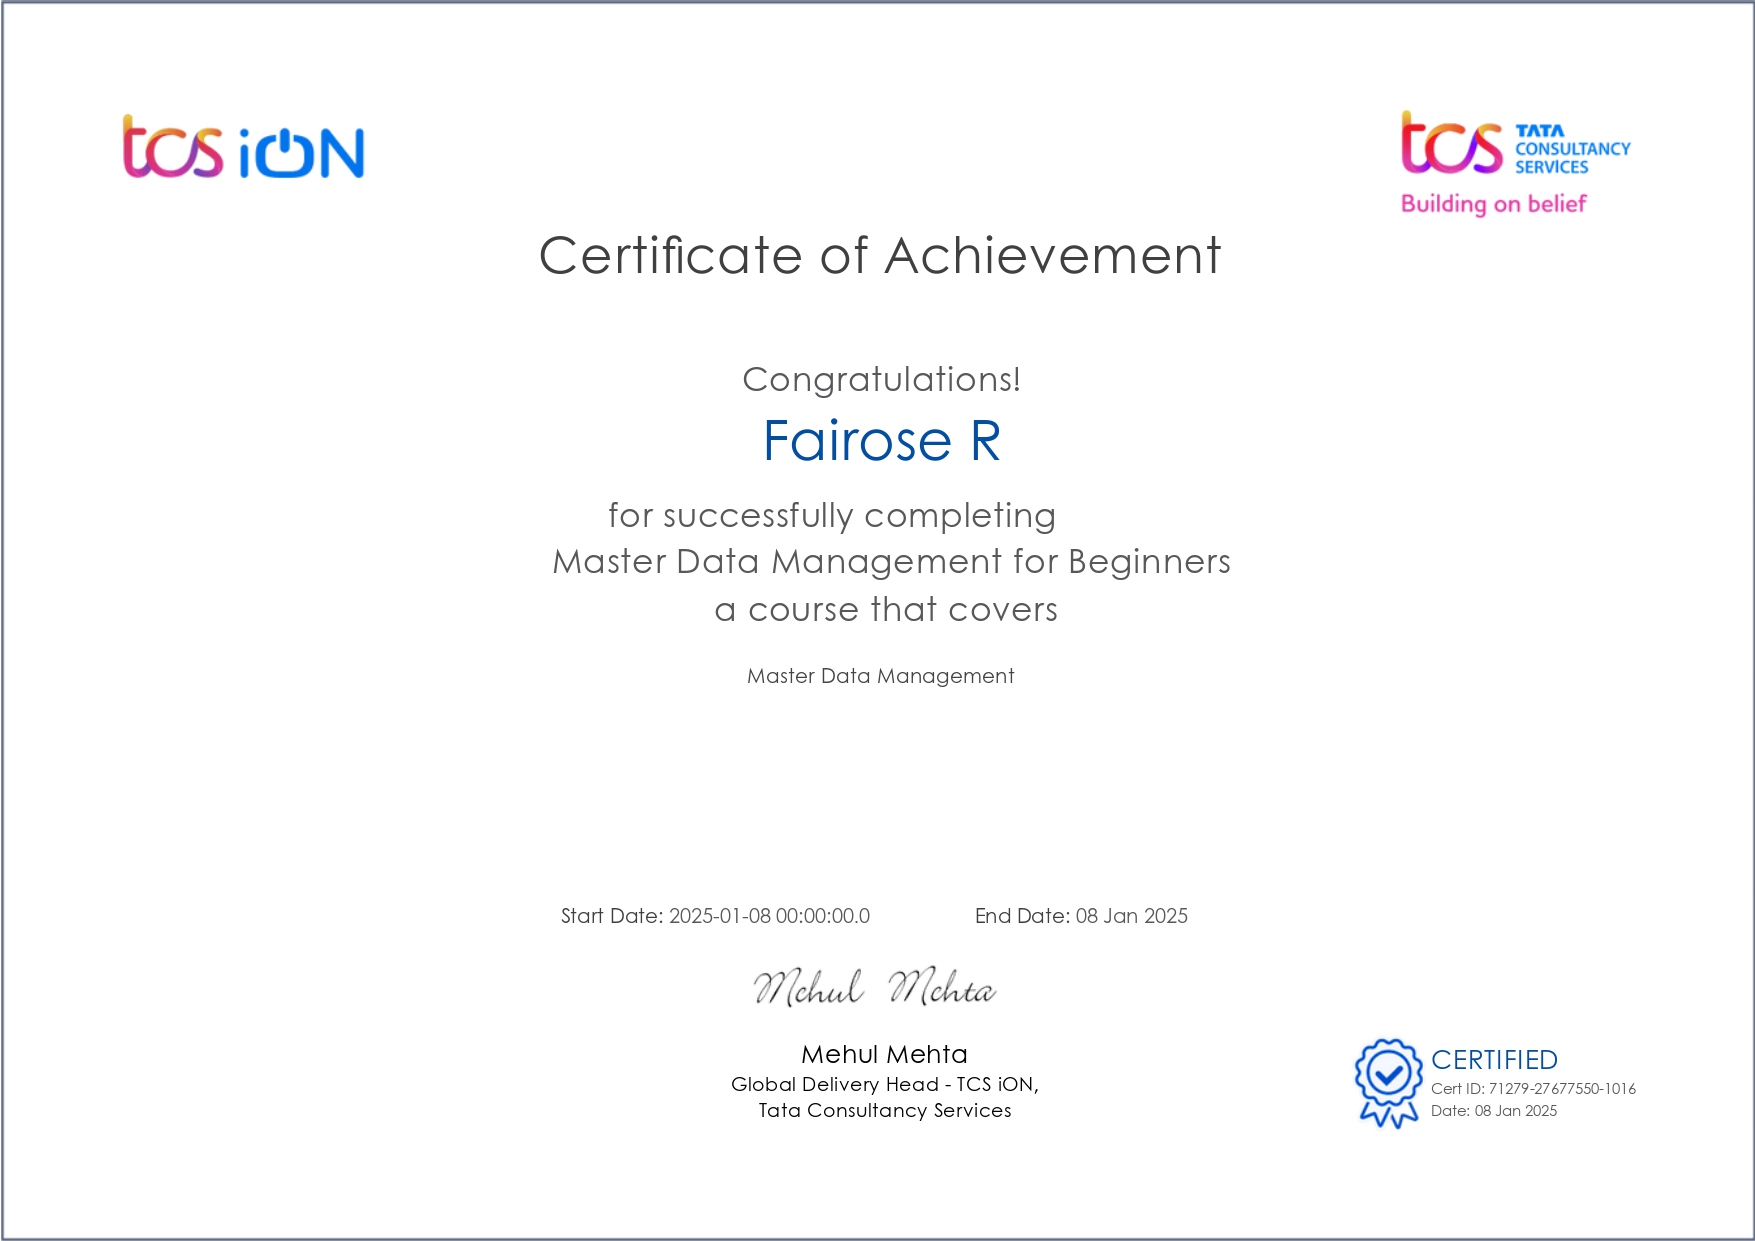 tcs iON
tcs TATA
CONSULTANCY
SERVICES
Building on belief
Certificate of Achievement
Congratulations!
Fairose R
for successfully completing
Master Data Management for Beginners
a course that covers
Master Data Management
Start Date: 2025-01-08 00:00:00.0 End Date: 08 Jan 2025
Mehul Mehta
Mehul Mehta
Global Delivery Head - TCS iON,
Tata Consultancy Services
CERTIFIED
Cert ID: 71279-27677550-1016
Date: 08 Jan 2025